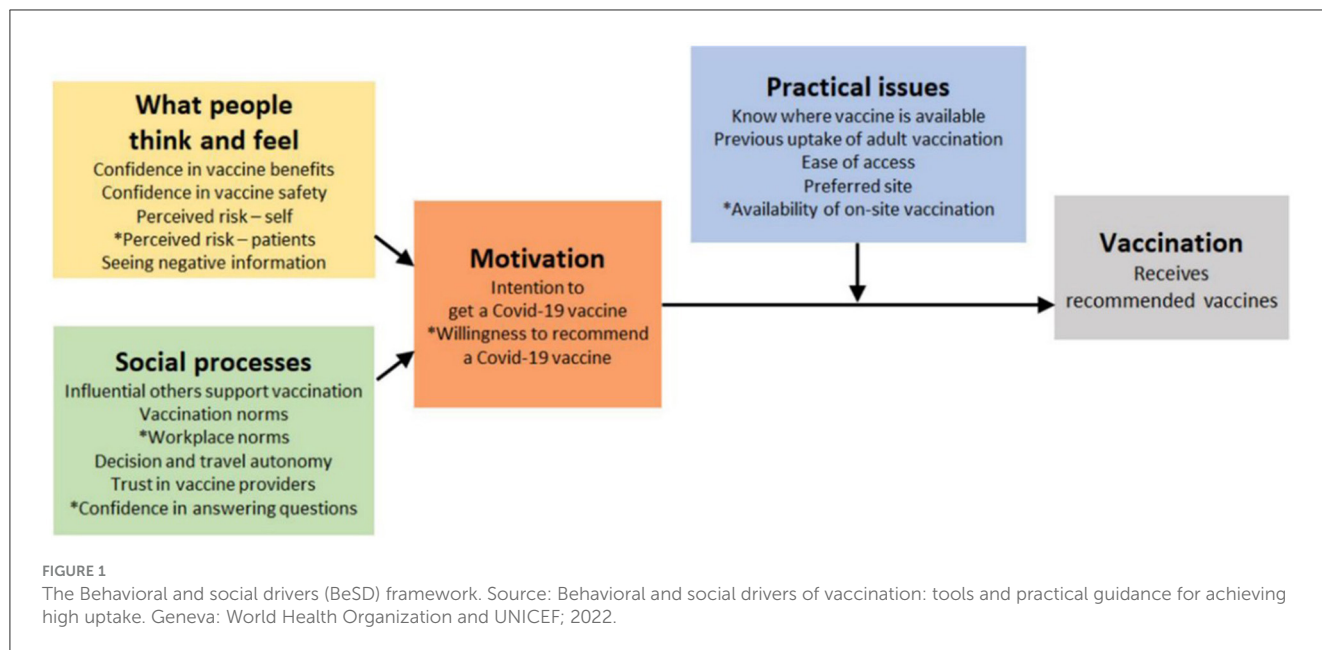 What people
think and feel
Confidence in vaccine benefits
Confidence in vaccine safety
Perceived risk – self
*Perceived risk – patients
Seeing negative information
Social processes
Influential others support vaccination
Vaccination norms
*Workplace norms
Decision and travel autonomy
Trust in vaccine providers
*Confidence in answering questions
Motivation
Intention to
get a Covid-19 vaccine
*Willingness to recommend
a Covid-19 vaccine
Practical issues
Know where vaccine is available
Previous uptake of adult vaccination
Ease of access
Preferred site
*Availability of on-site vaccination
Vaccination
Receives
recommended vaccines
FIGURE 1
The Behavioral and social drivers (BeSD) framework. Source: Behavioral and social drivers of vaccination: tools and practical guidance for achieving
high uptake. Geneva: World Health Organization and UNICEF; 2022.